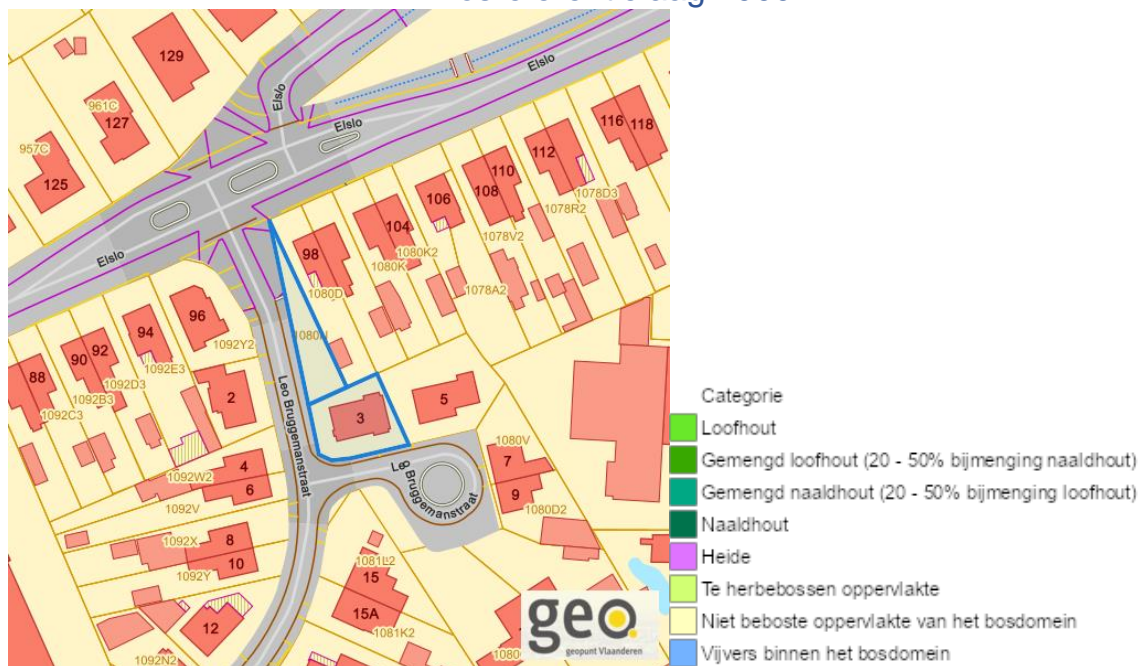 129
961C
127
957C
125
Elslo
Elslo
Elslo
Elslo
116
118
112
110
108
106
104
98
1078D3
1078R2
1078V2
1080K2
1080K
1078A2
1080D
96
94
92
90
88
1092Y2
1092E3
1092D3
1092B3
1092C3
2
Leo Bruggemanstraat
3
5
1080V
7
9
1080D2
Leo Bruggemanstraat
4
6
1092W2
1092V
1092X
8
10
1092Y
12
1092N2
1081L2
15
15A
1081K2
1080
geo.
geopunt Vlaanderen
Categorie
Loofhout
Gemengd loofhout (20 - 50% bijmenging naaldhout)
Gemengd naaldhout (20 - 50% bijmenging loofhout)
Naaldhout
Heide
Te herbebossen oppervlakte
Niet beboste oppervlakte van het bosdomein
Vijvers binnen het bosdomein